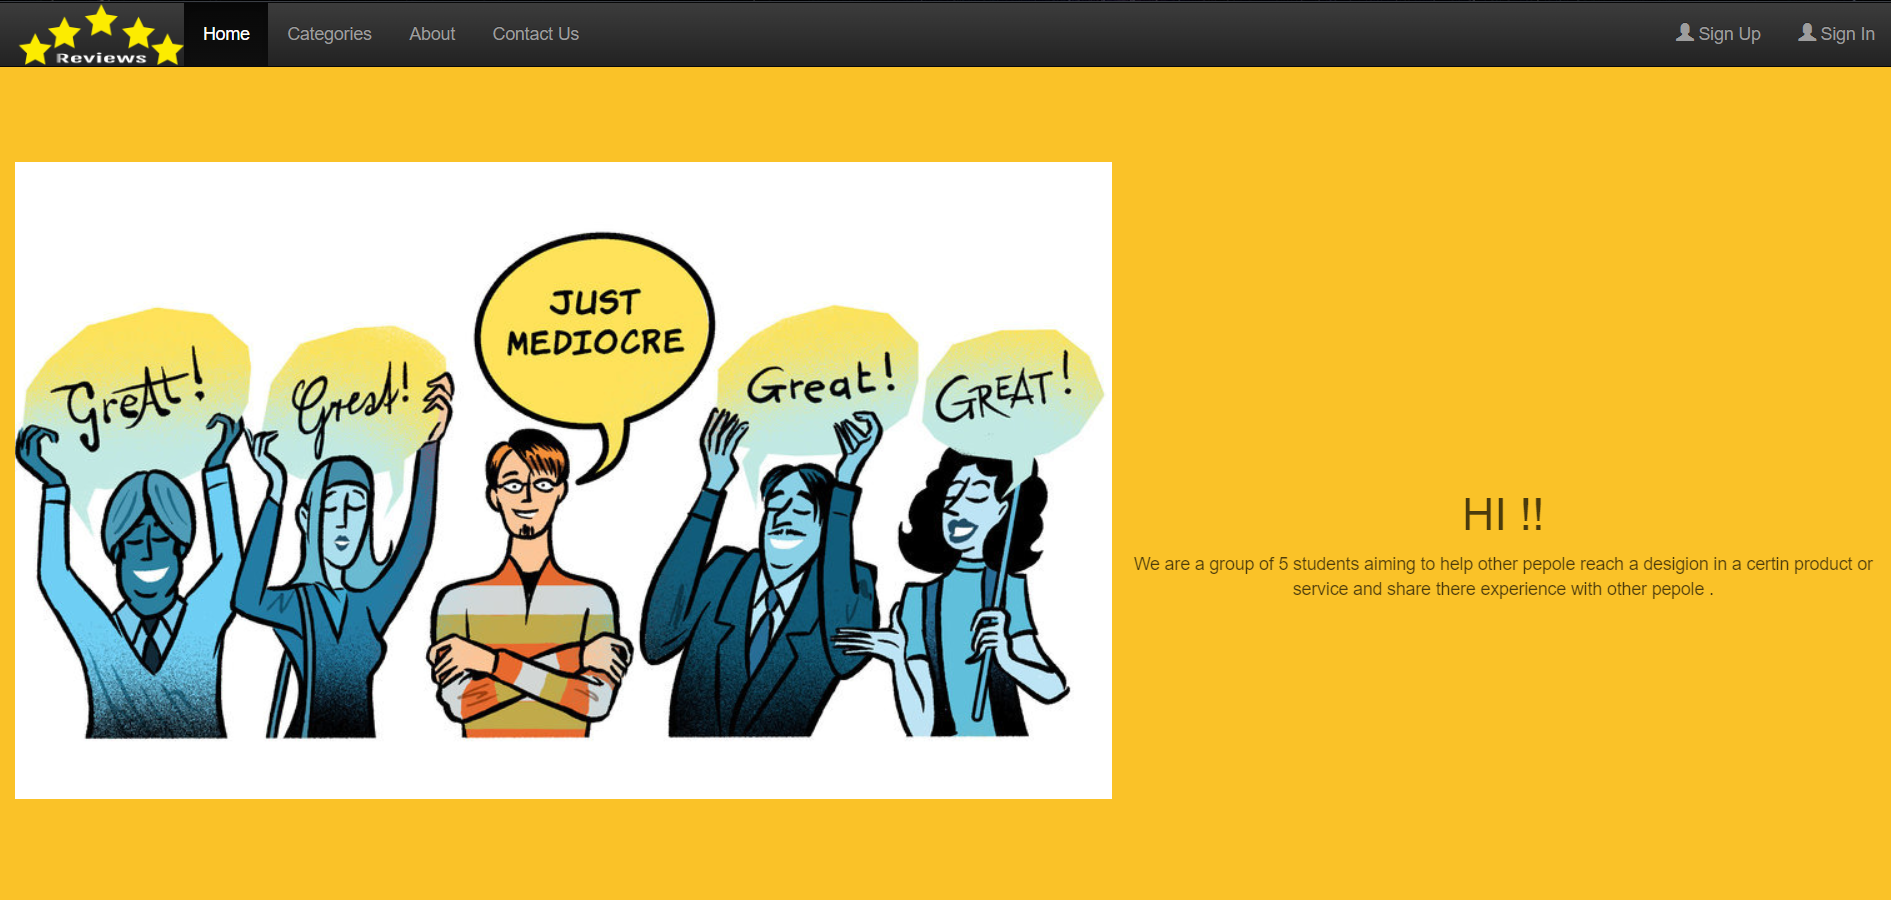 Reviews
Home Categories About Contact Us Sign Up Sign In
JUST
MEDIOCRE
GreAt!
Great!
Great!
GREAT!
HI !!
We are a group of 5 students aiming to help other pepole reach a desigion in a certin product or
service and share there experience with other pepole .